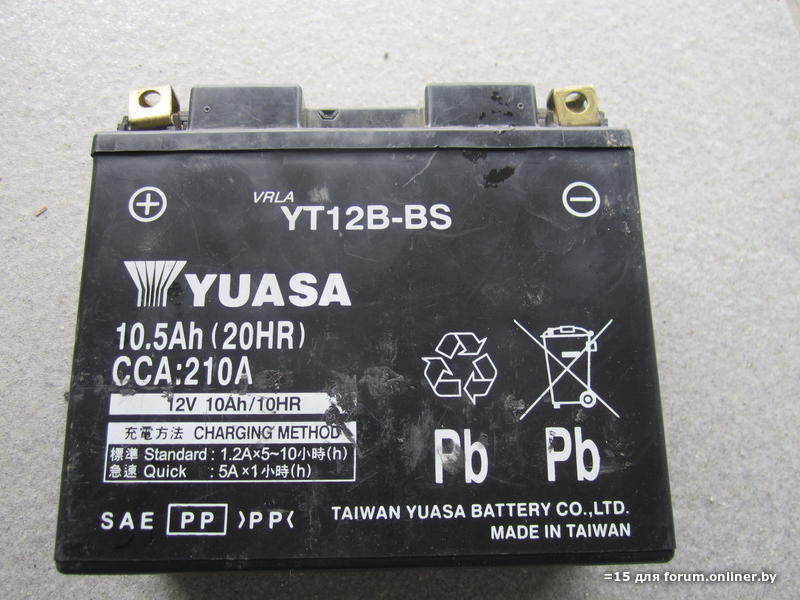 VRLA
YT12B-BS
YUASA
10.5Ah (20HR)
CCA:210A
12V 10Ah/10HR
充電方法 CHARGING METHOD
標準 Standard : 1.2A×5~10小時(h)
急速 Quick : 5A×1小時(h)
Pb Pb
SAE PP >PP<
TAIWAN YUASA BATTERY CO.,LTD.
MADE IN TAIWAN
=15 для forum.onliner.by